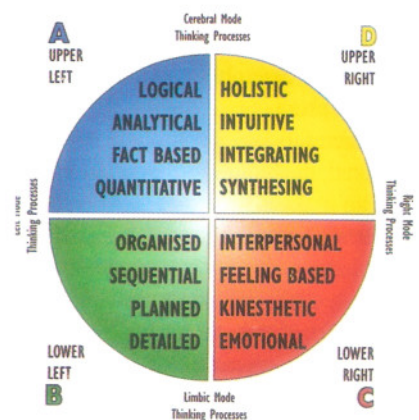 Cerebral Mode
Thinking Processes
A
UPPER
LEFT
D
UPPER
RIGHT
LOGICAL
ANALYTICAL
FACT BASED
QUANTITATIVE
HOLISTIC
INTUITIVE
INTEGRATING
SYNTHESING
Thinking Processes
Right Mode
Thinking Processes
ORGANISED
SEQUENTIAL
PLANNED
DETAILED
INTERPERSONAL
FEELING BASED
KINESTHETIC
EMOTIONAL
LOWER
LEFT
B
LOWER
RIGHT
C
Limbic Mode
Thinking Processes